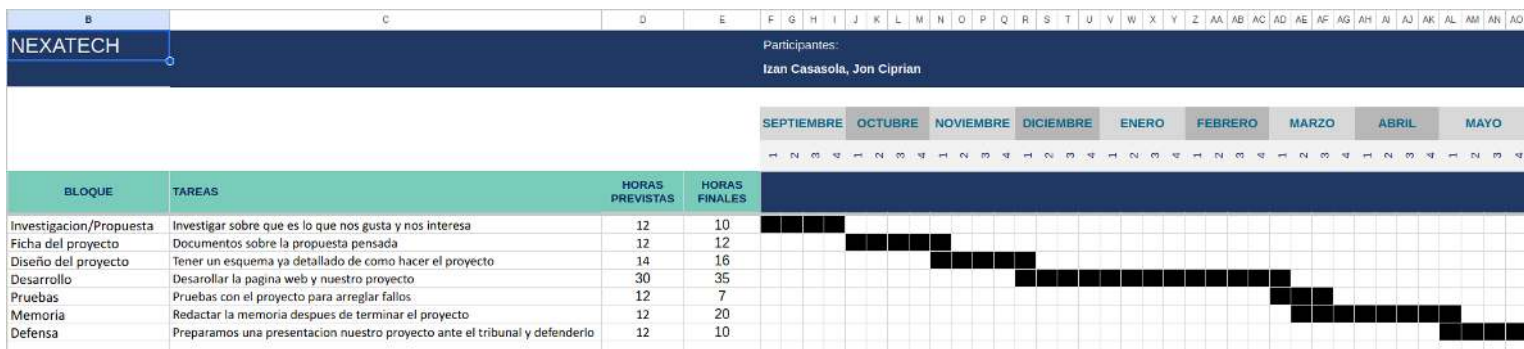 B C D E F G H I J K L M N O P Q R S T U V W X Y Z AA AB AC AD AE AF AG AH AI AJ AK AL AM AN AO
NEXATECH
Participantes:
Izan Casasola, Jon Ciprian
SEPTIEMBRE OCTUBRE NOVIEMBRE DICIEMBRE ENERO FEBRERO MARZO ABRIL MAYO
1 2 3 4 1 2 3 4 1 2 3 4 1 2 3 4 1 2 3 4 1 2 3 4 1 2 3 4 1 2 3 4 1 2 3 4
BLOQUE TAREAS HORAS PREVISTAS HORAS FINALES
Investigacion/Propuesta Investigar sobre que es lo que nos gusta y nos interesa 12 10
Ficha del proyecto Documentos sobre la propuesta pensada 12 12
Diseño del proyecto Tener un esquema ya detallado de como hacer el proyecto 14 16
Desarrollo Desarollar la pagina web y nuestro proyecto 30 35
Pruebas Pruebas con el proyecto para arreglar fallos 12 7
Memoria Redactar la memoria despues de terminar el proyecto 12 20
Defensa Preparamos una presentacion nuestro proyecto ante el tribunal y defenderlo 12 10